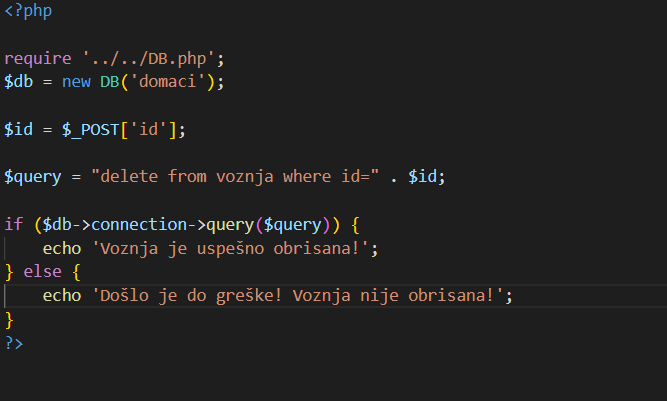 <?php
require '../../DB.php';
$db = new DB('domaci');
$id = $_POST['id'];
$query = "delete from voznja where id=" . $id;
if ($db->connection->query($query)) {
    echo 'Voznja je uspešno obrisana!';
} else {
    echo 'Došlo je do greške! Voznja nije obrisana!';
}
?>